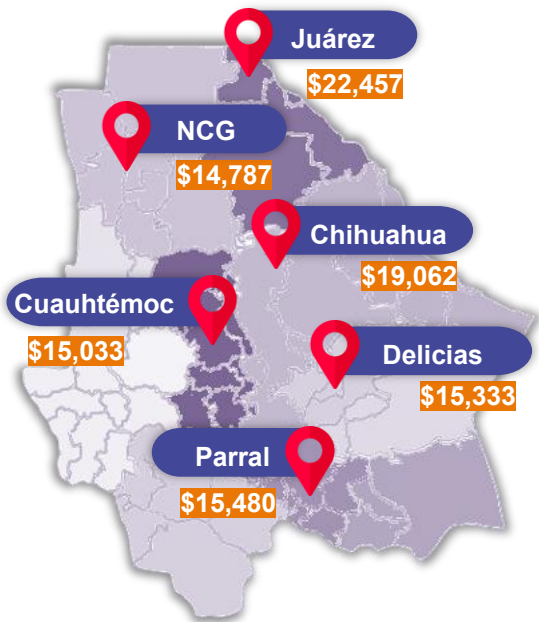 Juárez
$22,457
NCG
$14,787
Chihuahua
$19,062
Cuauhtémoc
$15,033
Delicias
$15,333
Parral
$15,480